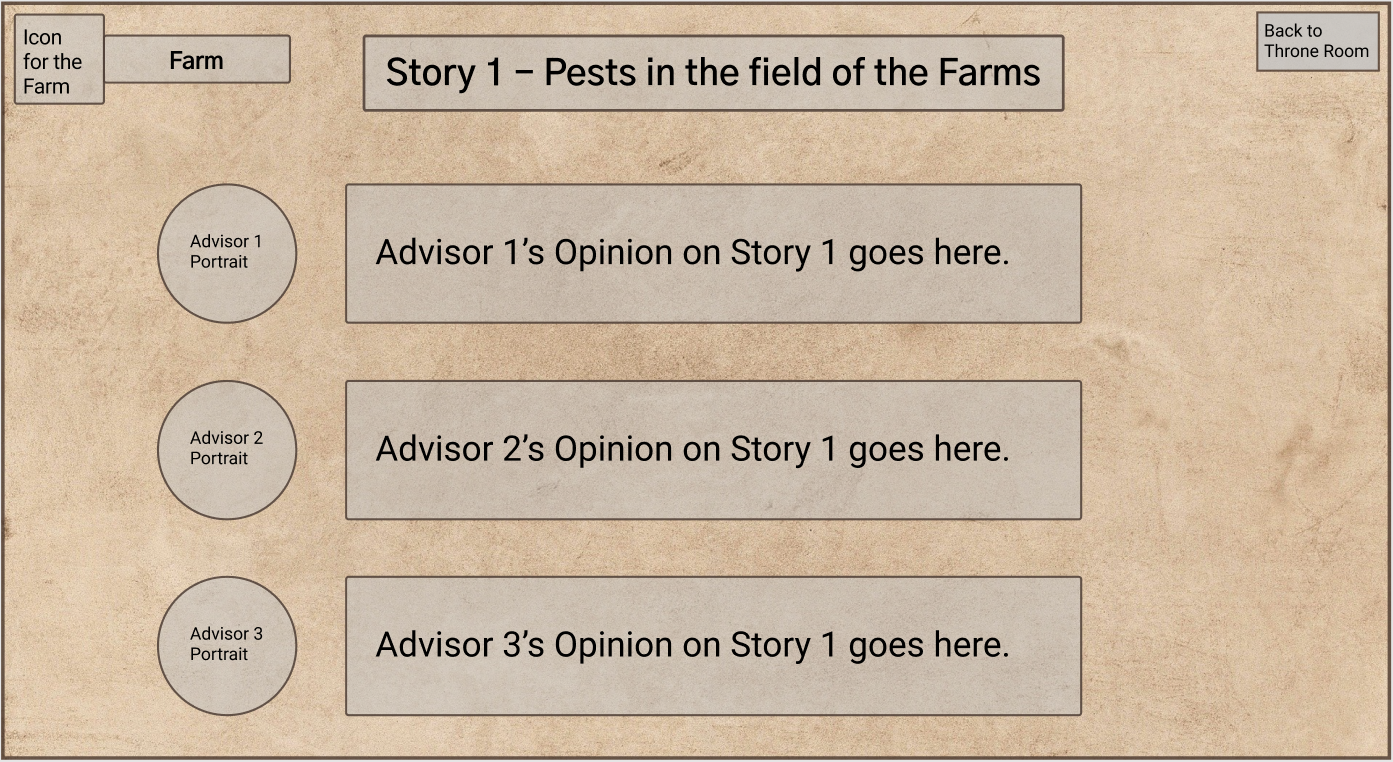 Icon
for the
Farm
Farm
Story 1 – Pests in the field of the Farms
Back to
Throne Room
Advisor 1
Portrait
Advisor 1’s Opinion on Story 1 goes here.
Advisor 2
Portrait
Advisor 2’s Opinion on Story 1 goes here.
Advisor 3
Portrait
Advisor 3’s Opinion on Story 1 goes here.